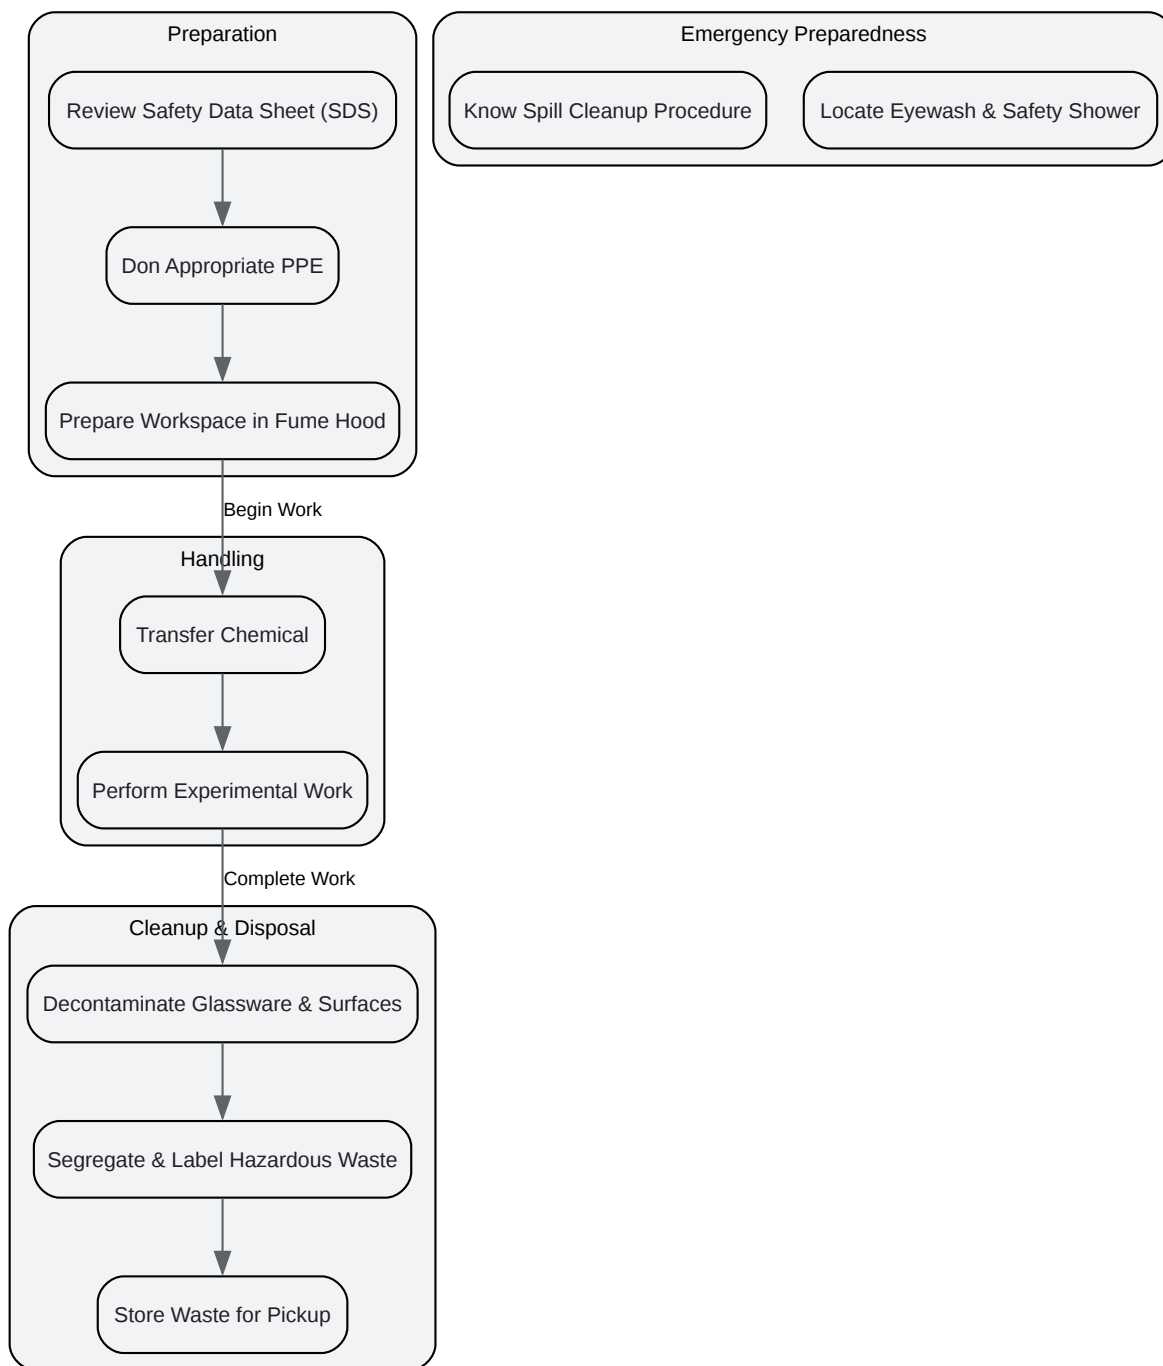 Preparation
Review Safety Data Sheet (SDS)
Don Appropriate PPE
Prepare Workspace in Fume Hood
Begin Work
Handling
Transfer Chemical
Perform Experimental Work
Complete Work
Cleanup & Disposal
Decontaminate Glassware & Surfaces
Segregate & Label Hazardous Waste
Store Waste for Pickup
Emergency Preparedness
Know Spill Cleanup Procedure
Locate Eyewash & Safety Shower